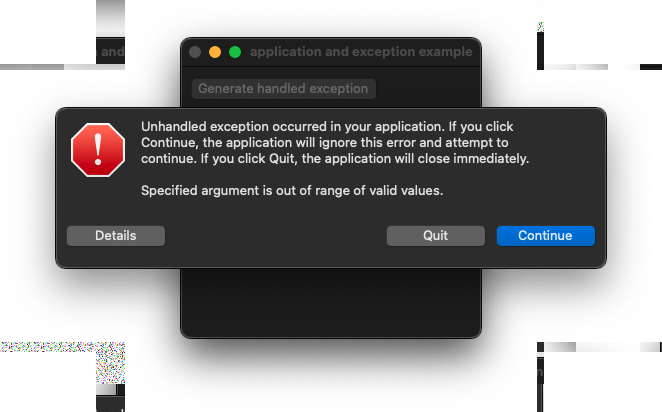 and
application and exception example
Generate handled exception
Unhandled exception occurred in your application. If you click
Continue, the application will ignore this error and attempt to
continue. If you click Quit, the application will close immediately.
Specified argument is out of range of valid values.
Details
Quit
Continue